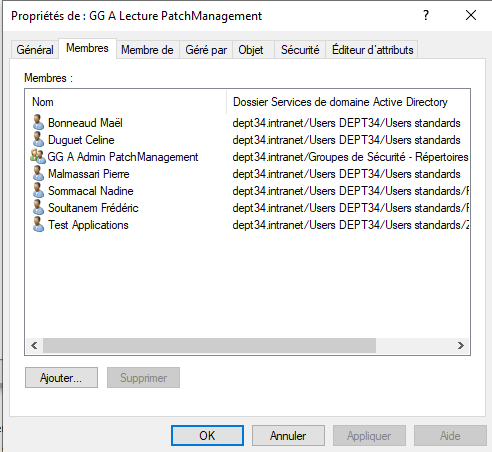 Propriétés de : GG A Lecture PatchManagement ? ×
Général Membres Membre de Géré par Objet Sécurité Éditeur d'attributs
Membres :
Nom Dossier Services de domaine Active Directory
Bonneaud Maël dept34.intranet/Users DEPT34/Users standards
Duguet Celine dept34.intranet/Users DEPT34/Users standards
GG A Admin PatchManagement dept34.intranet/Groupes de Sécurité - Répertoires
Malmassari Pierre dept34.intranet/Users DEPT34/Users standards
Sommacal Nadine dept34.intranet/Users DEPT34/Users standards/F
Soultanem Frédéric dept34.intranet/Users DEPT34/Users standards/F
Test Applications dept34.intranet/Users DEPT34/Users standards/2
Ajouter... Supprimer
OK Annuler Appliquer Aide